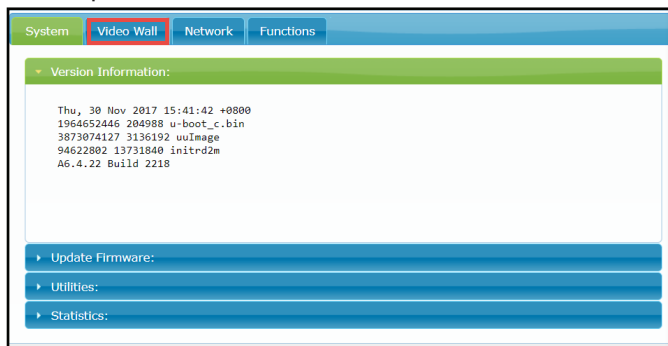 System Video Wall Network Functions
Version Information:
Thu, 30 Nov 2017 15:41:42 +0800
1964652446 204988 u-boot_c.bin
3873074127 3136192 uuImage
94622802 13731840 initrd2m
A6.4.22 Build 2218
Update Firmware:
Utilities:
Statistics: